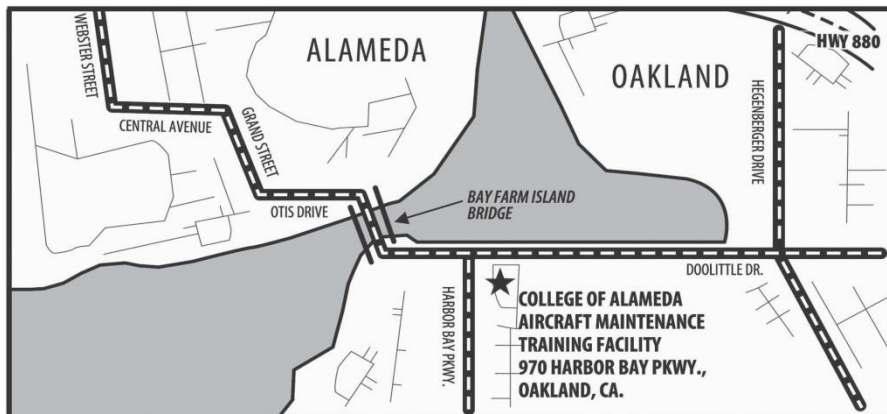 WEBSTER STREET
ALAMEDA
CENTRAL AVENUE
GRAND STREET
OTIS DRIVE
BAY FARM ISLAND
BRIDGE
OAKLAND
HWY 880
HEGENBERGER DRIVE
DOOLITTLE DR.
HARBOR BAY PKWY.
COLLEGE OF ALAMEDA
AIRCRAFT MAINTENANCE
TRAINING FACILITY
970 HARBOR BAY PKWY.,
OAKLAND, CA.